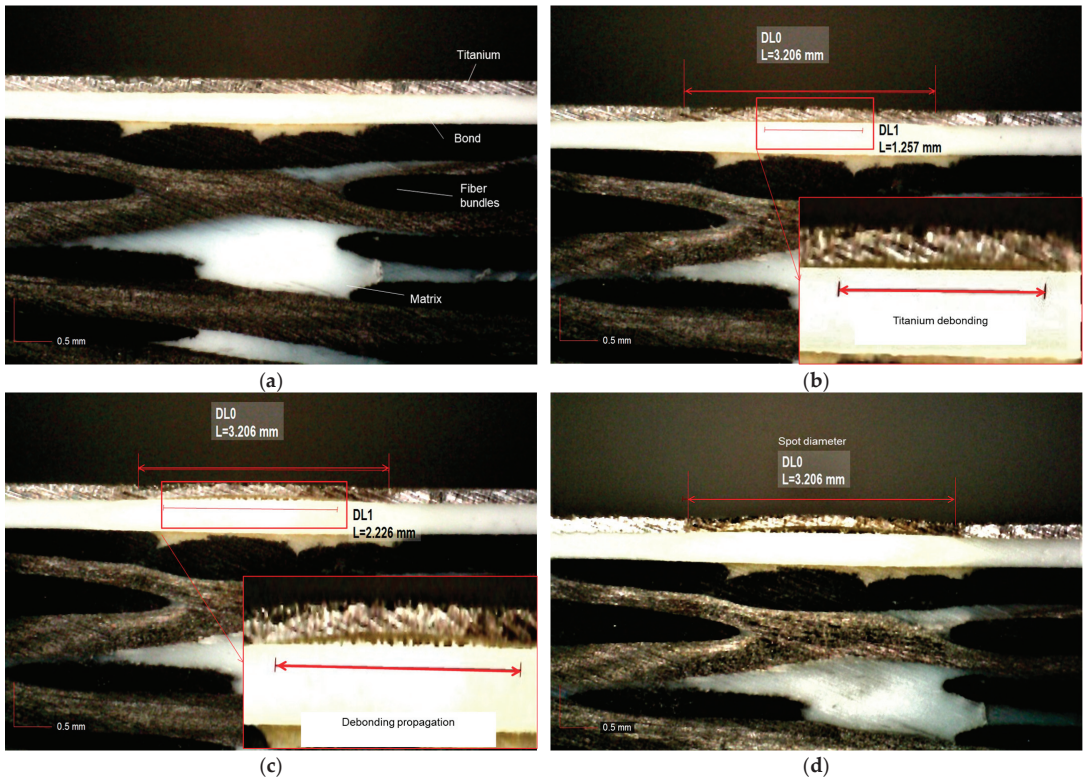 Titanium
Bond
Fiber
bundles
Matrix
0.5 mm
(a)
DL0
L=3.206 mm
DL1
L=1.257 mm
Titanium debonding
0.5 mm
(b)
DL0
L=3.206 mm
DL1
L=2.226 mm
Debonding propagation
0.5 mm
(c)
Spot diameter
DL0
L=3.206 mm
0.5 mm
(d)